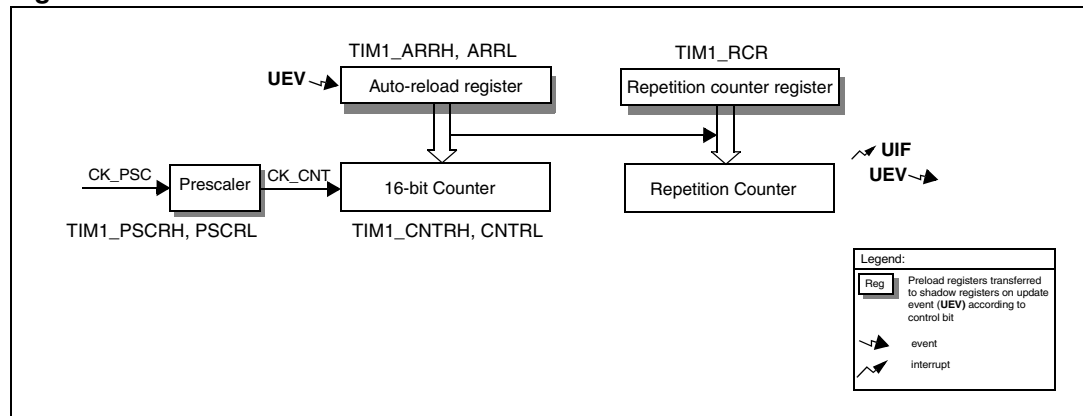 TIM1_ARRH, ARRL
TIM1_RCR
UEV
Auto-reload register
Repetition counter register
UIF
UEV
CK_PSC
Prescaler
CK_CNT
16-bit Counter
Repetition Counter
TIM1_PSCRH, PSCRL
TIM1_CNTRH, CNTRL
Legend:
Reg
Preload registers transferred
to shadow registers on update
event (UEV) according to
control bit
event
interrupt